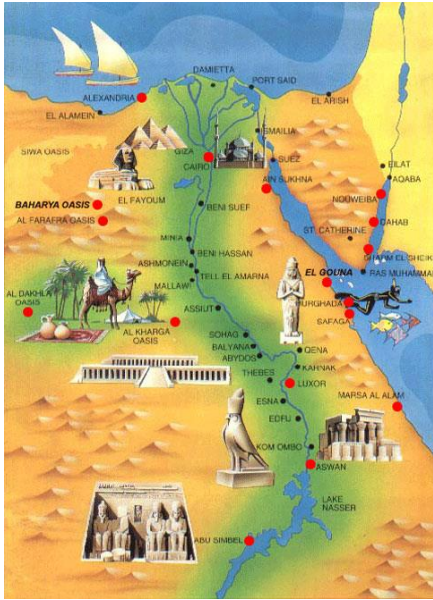 DAMIETTA
PORT SAID
ALEXANDRIA
EL ARISH
EL ALAMEIN
ISMAILIA
SIWA OASIS
GIZA
CAIRO
SUEZ
EILAT
AQABA
AIN SUKHNA
NOUWEIBA
BAHARYA OASIS
EL FAYOUM
BENI SUEF
AL FARAFRA OASIS
DAHAB
ST. CATHERINE
MINIA
SHARM EL SHEIK
BENI HASSAN
ASHMONEIN
TELL EL AMARNA
EL GOUNA
RAS MUHAMMAD
MALLAWI
AL DAKHLA
OASIS
ASSIUT
HURGHADA
SAFAGA
AL KHARGA
OASIS
SOHAG
BALYANA
ABYDOS
QENA
KARNAK
THEBES
LUXOR
ESNA
MARSA AL ALAM
EDFU
KOM OMBO
ASWAN
LAKE
NASSER
ABU SIMBEL